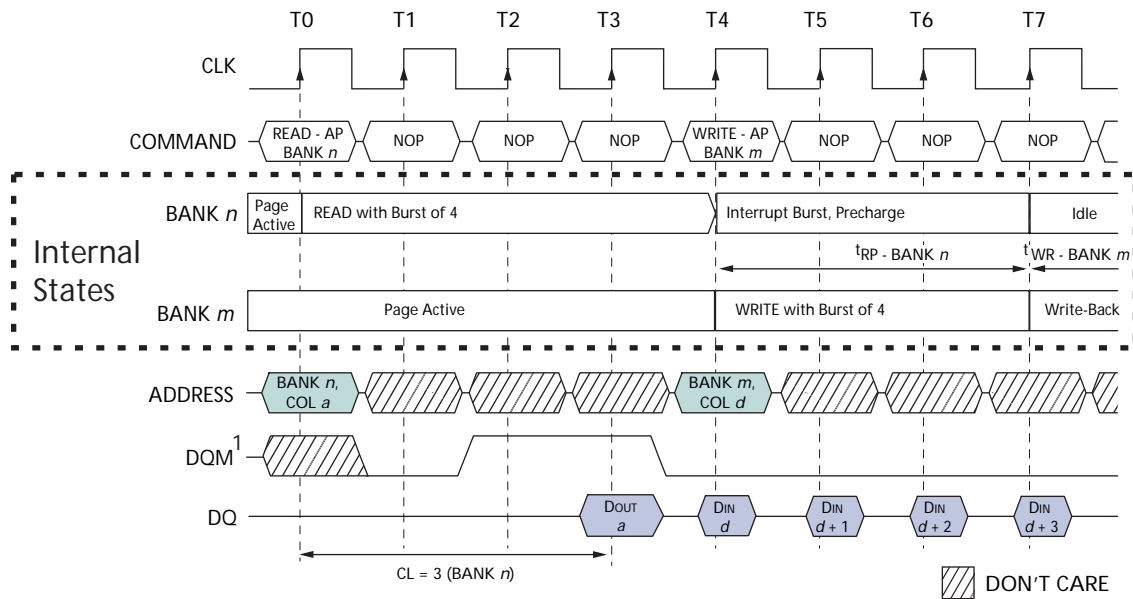 T0 T1 T2 T3 T4 T5 T6 T7
CLK
COMMAND
READ - AP
BANK n
NOP
NOP
NOP
WRITE - AP
BANK m
NOP
NOP
NOP
Internal
States
BANK n
Page
Active
READ with Burst of 4
Interrupt Burst, Precharge
Idle
tRP - BANK n
tWR - BANK m
BANK m
Page Active
WRITE with Burst of 4
Write-Back
ADDRESS
BANK n,
COL a
BANK m,
COL d
DQM1
DQ
DOUT
a
DIN
d
DIN
d + 1
DIN
d + 2
DIN
d + 3
CL = 3 (BANK n)
DON'T CARE